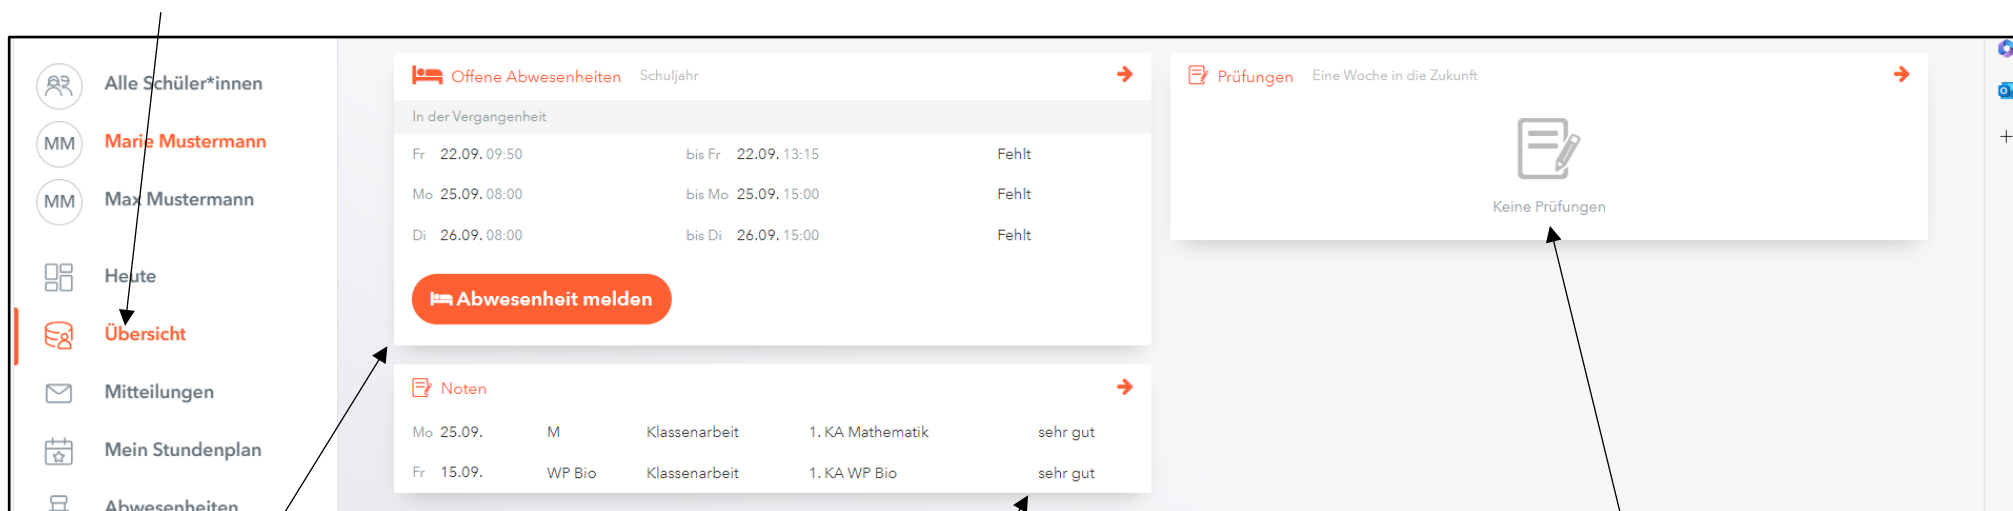 Alle Schüler*innen
MM Marie Mustermann
MM Max Mustermann
Heute
Übersicht
Mitteilungen
Mein Stundenplan
Abwesenheiten
Offene Abwesenheiten Schuljahr
In der Vergangenheit
Fr 22.09. 09:50 bis Fr 22.09. 13:15 Fehlt
Mo 25.09. 08:00 bis Mo 25.09. 15:00 Fehlt
Di 26.09. 08:00 bis Di 26.09. 15:00 Fehlt
Abwesenheit melden
Noten
Mo 25.09. M Klassenarbeit 1. KA Mathematik sehr gut
Fr 15.09. WP Bio Klassenarbeit 1. KA WP Bio sehr gut
Prüfungen Eine Woche in die Zukunft
Keine Prüfungen